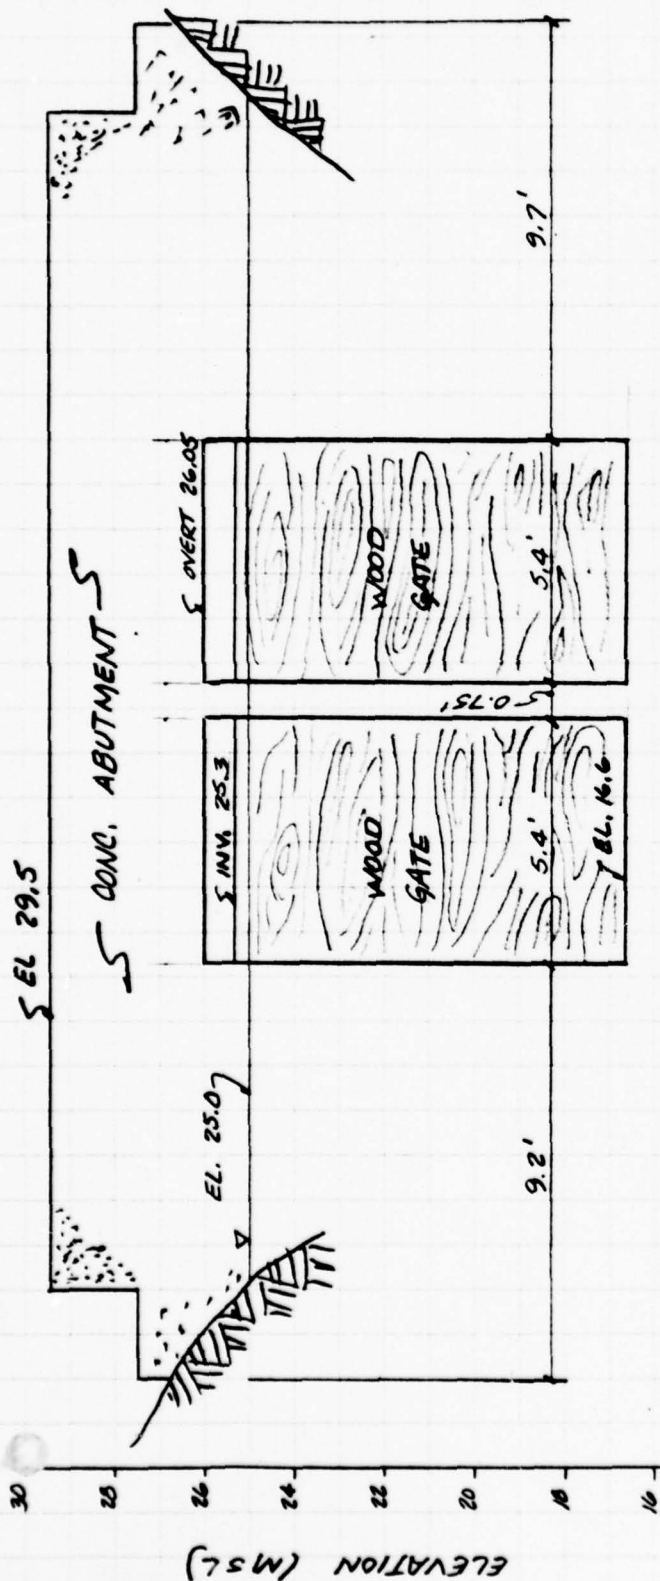 EL 29.5
CONC. ABUTMENT
OVERT 26.05
INV. 25.3
EL. 25.0
WOOD
GATE
WOOD
GATE
9.2'
5.4'
0.75'
5.4'
9.7'
EL. 16.6
30
28
26
24
22
20
18
16
ELEVATION (MSL)